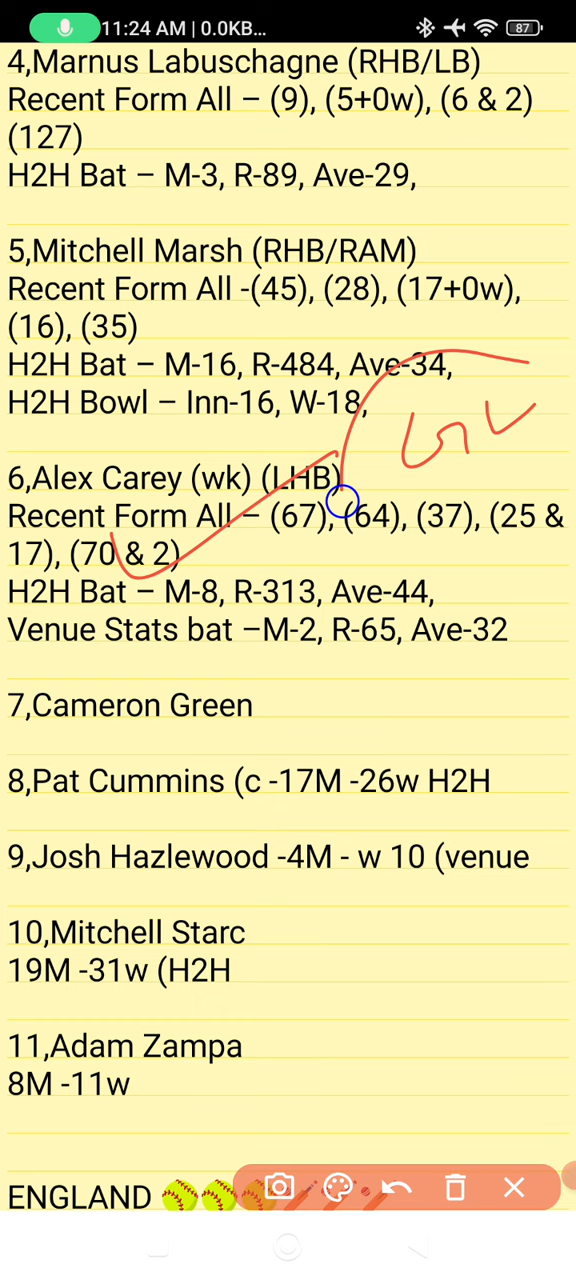 11:24 AM | 0.0KB... 87
4,Marnus Labuschagne (RHB/LB)
Recent Form All – (9), (5+0w), (6 & 2)
(127)
H2H Bat – M-3, R-89, Ave-29,
5,Mitchell Marsh (RHB/RAM)
Recent Form All -(45), (28), (17+0w),
(16), (35)
H2H Bat – M-16, R-484, Ave-34,
H2H Bowl – Inn-16, W-18,
6,Alex Carey (wk) (LHB)
Recent Form All – (67), (64), (37), (25 &
17), (70 & 2)
H2H Bat – M-8, R-313, Ave-44,
Venue Stats bat –M-2, R-65, Ave-32
7,Cameron Green
8,Pat Cummins (c -17M -26w H2H
9,Josh Hazlewood -4M - w 10 (venue
10,Mitchell Starc
19M -31w (H2H
11,Adam Zampa
8M -11w
ENGLAND